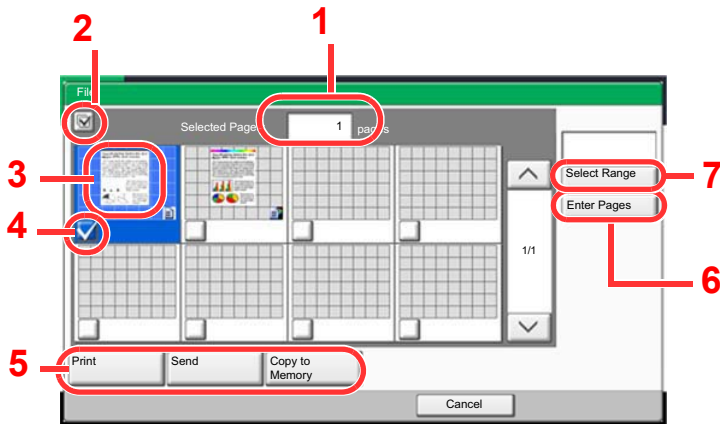 1
2
File
Selected Pages
1
pages
3
Select Range
7
Enter Pages
4
6
1/1
5
Print
Send
Copy to
Memory
Cancel